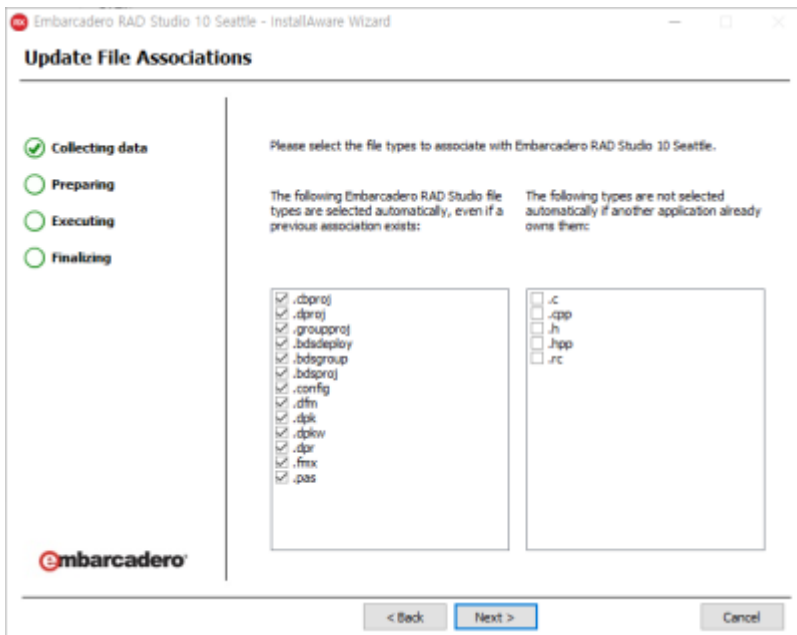 Embarcadero RAD Studio 10 Seattle - InstallAware Wizard
Update File Associations
Collecting data
Preparing
Executing
Finalizing
Please select the file types to associate with Embarcadero RAD Studio 10 Seattle.
The following Embarcadero RAD Studio file
types are selected automatically, even if a
previous association exists:
The following types are not selected
automatically if another application already
owns them:
.cbproj
.dproj
.groupproj
.bdsdeploy
.bdsgroup
.bdsproj
.config
.dfm
.dpk
.dpkw
.dpr
.fmx
.pas
.c
.cpp
.h
.hpp
.rc
embarcadero
< Back
Next >
Cancel